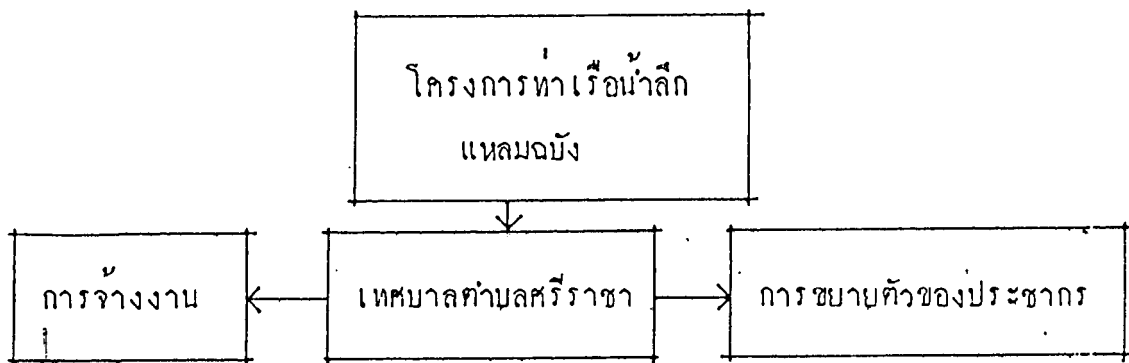 โครงการท่าเรือน้ำลึก
แหลมฉบัง
การจ้างงาน
เทศบาลตำบลศรีราชา
การขยายตัวของประชากร